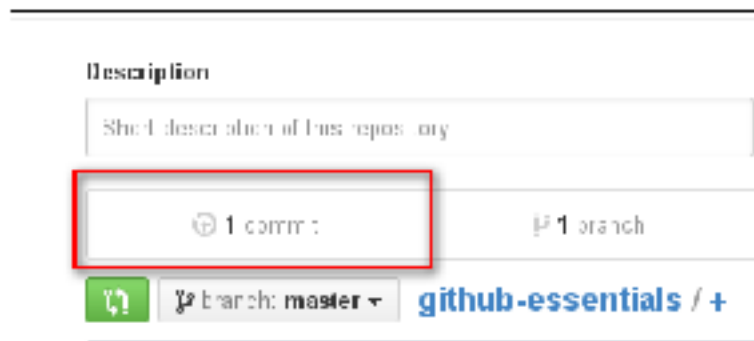 Description
Short description of this repository
1 commit
1 branch
branch: master
github-essentials / +